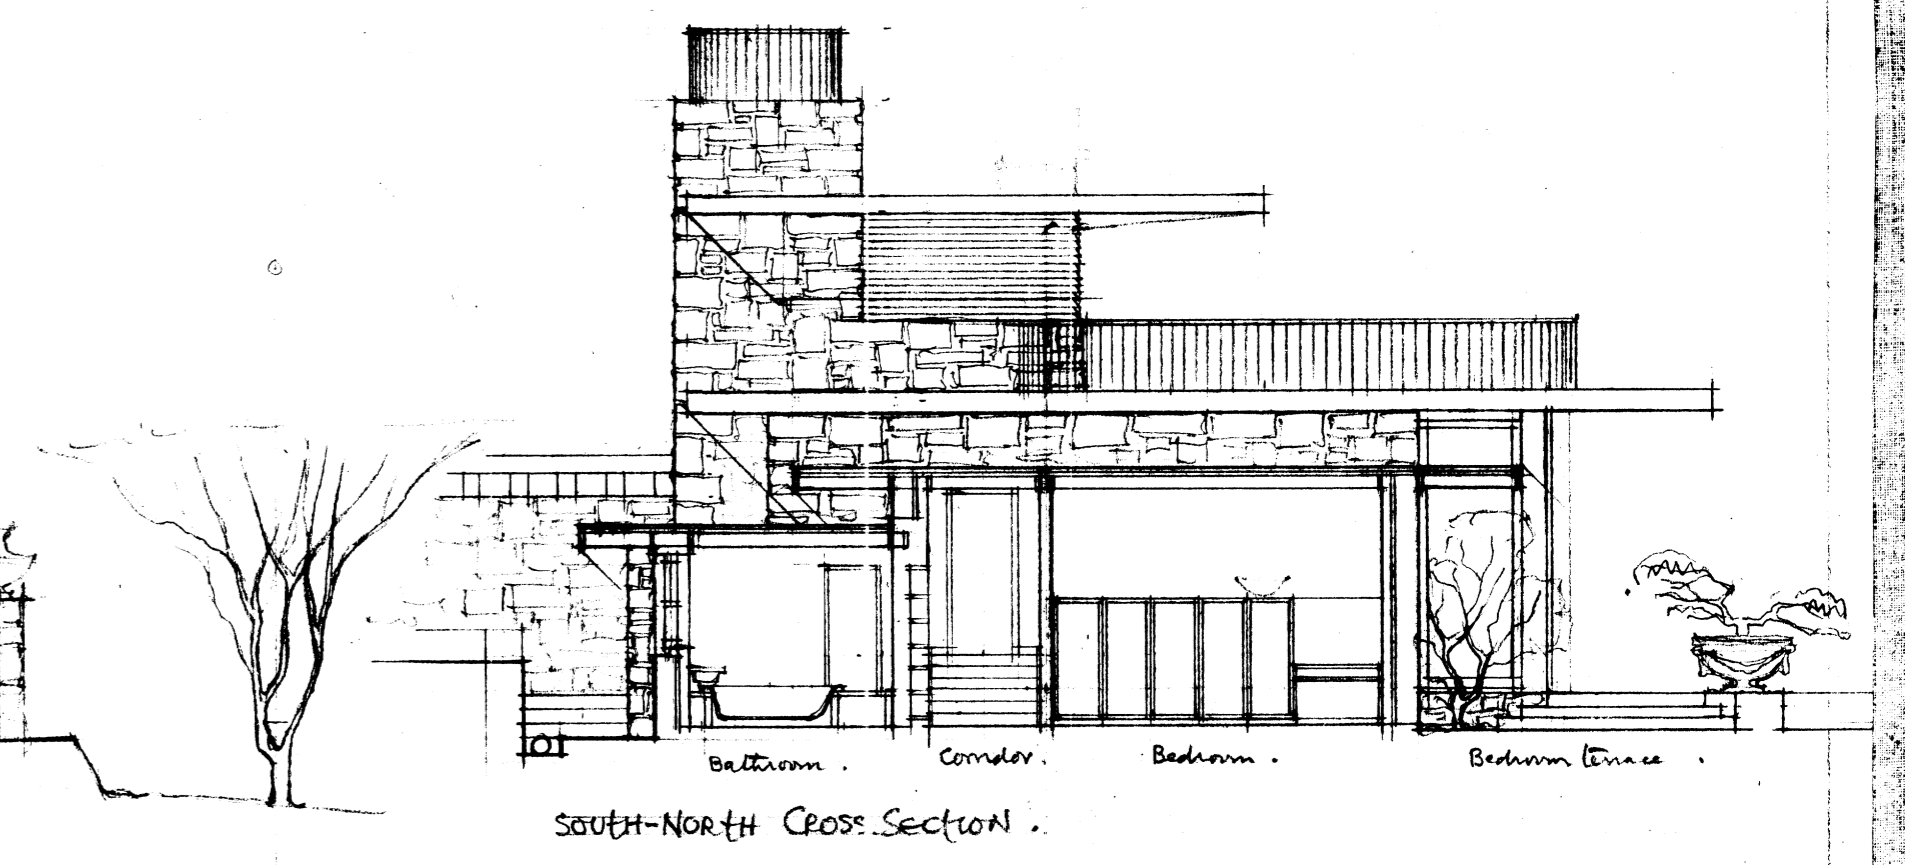 Bathroom . Corridor . Bedroom . Bedroom terrace .
SOUTH-NORTH CROSS SECTION .